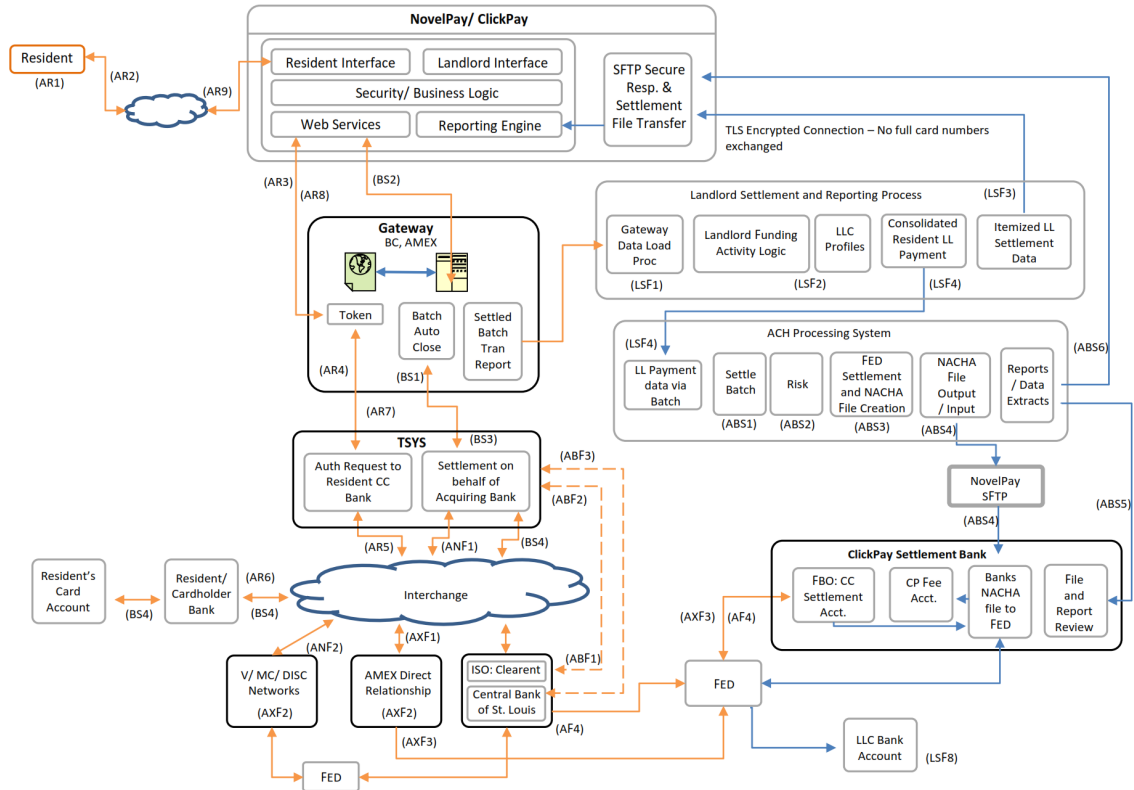 NovelPay/ ClickPay
Resident
(AR1)
(AR2)
(AR9)
Resident Interface
Landlord Interface
Security/ Business Logic
Web Services
Reporting Engine
SFTP Secure
Resp. &
Settlement
File Transfer
TLS Encrypted Connection – No full card numbers
exchanged
(AR3)
(AR8)
(BS2)
Gateway
BC, AMEX
Token
Batch
Auto
Close
Settled
Batch
Tran
Report
Landlord Settlement and Reporting Process
(LSF3)
Gateway
Data Load
Proc
(LSF1)
Landlord Funding
Activity Logic
LLC
Profiles
(LSF2)
Consolidated
Resident LL
Payment
(LSF4)
Itemized LL
Settlement
Data
ACH Processing System
(LSF4)
LL Payment
data via
Batch
Settle
Batch
(ABS1)
Risk
(ABS2)
FED
Settlement
and NACHA
File Creation
(ABS3)
NACHA
File
Output
/ Input
(ABS4)
Reports
/ Data
Extracts
(ABS6)
(AR4)
(BS1)
(AR7)
(BS3)
TSYS
Auth Request to
Resident CC
Bank
Settlement on
behalf of
Acquiring Bank
(ABF3)
(ABF2)
NovelPay
SFTP
(ABS4)
(ABS5)
(AR5)
(ANF1)
(BS4)
Resident's
Card
Account
(BS4)
Resident/
Cardholder
Bank
(AR6)
(BS4)
Interchange
ClickPay Settlement Bank
FBO: CC
Settlement
Acct.
CP Fee
Acct.
Banks
NACHA
file to
FED
File
and
Report
Review
(ANF2)
(AXF1)
(ABF1)
(AXF3)
(AF4)
V/ MC/ DISC
Networks
(AXF2)
AMEX Direct
Relationship
(AXF2)
ISO: Clearent
Central Bank
of St. Louis
(AF4)
FED
(AXF3)
FED
LLC Bank
Account
(LSF8)